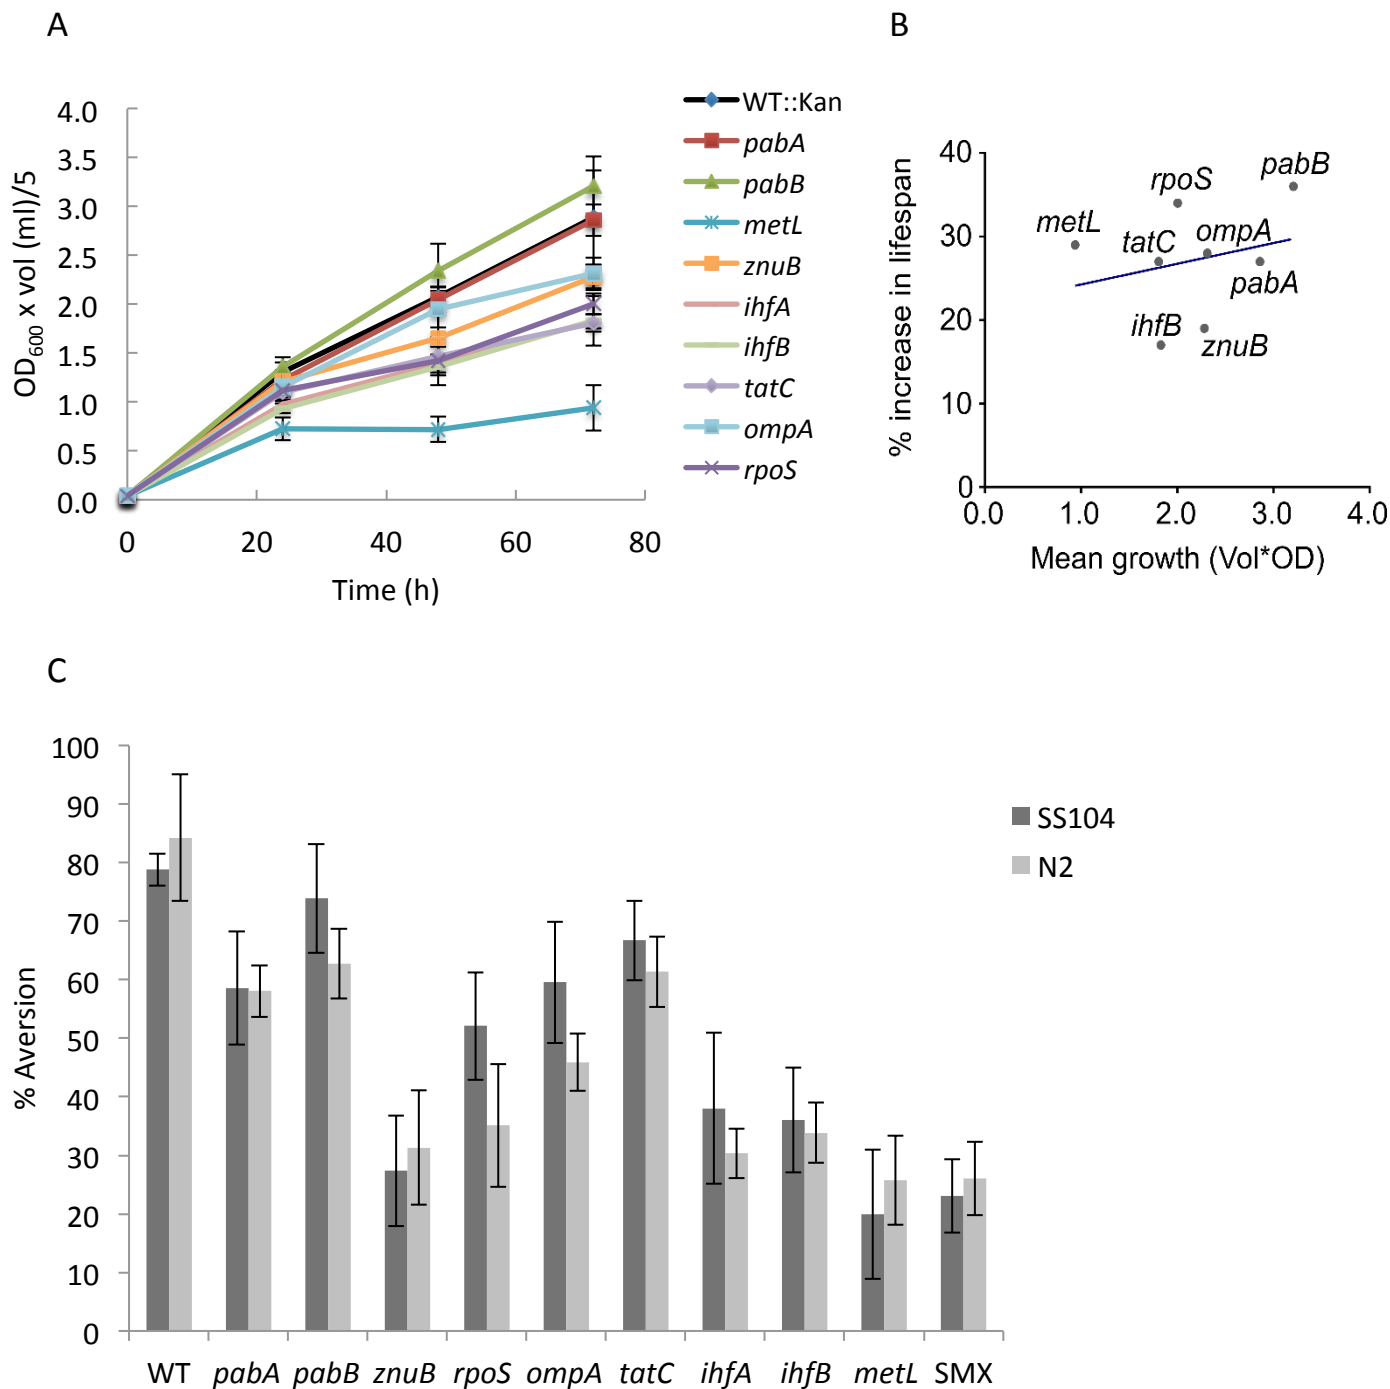 A
OD600 x vol (ml)/5
4.0
3.5
3.0
2.5
2.0
1.5
1.0
0.5
0.0
0 20 40 60 80
Time (h)
WT::Kan
pabA
pabB
metL
znuB
ihfA
ihfB
tatC
ompA
rpoS
B
% increase in lifespan
40
30
20
10
0
pabB
rpoS
metL
ompA
tatC
pabA
ihfB
znuB
0.0 1.0 2.0 3.0 4.0
Mean growth (Vol*OD)
C
% Aversion
100
90
80
70
60
50
40
30
20
10
0
WT pabA pabB znuB rpoS ompA tatC ihfA ihfB metL SMX
SS104
N2